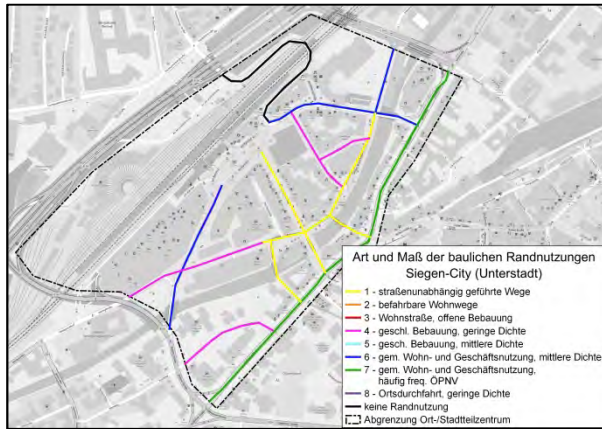 Art und Maß der baulichen Randnutzungen
Siegen-City (Unterstadt)
1 - straßenunabhängig geführte Wege
2 - befahrbare Wohnwege
3 - Wohnstraße, offene Bebauung
4 - geschl. Bebauung, geringe Dichte
5 - gesch. Bebauung, mittlere Dichte
6 - gem. Wohn- und Geschäftsnutzung, mittlere Dichte
7 - gem. Wohn- und Geschäftsnutzung,
häufig freq. ÖPNV
8 - Ortsdurchfahrt, geringe Dichte
keine Randnutzung
Abgrenzung Ort-/Stadtteilzentrum